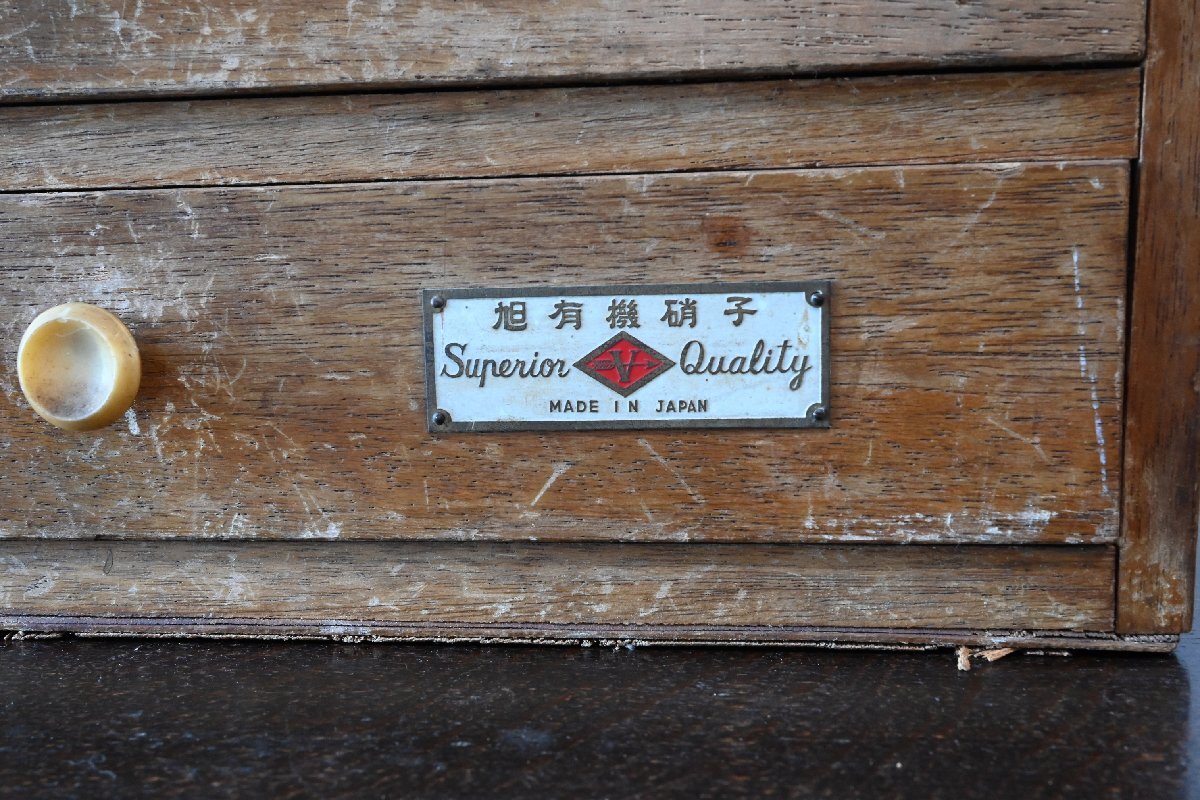 旭有機硝子
Superior V Quality
MADE IN JAPAN